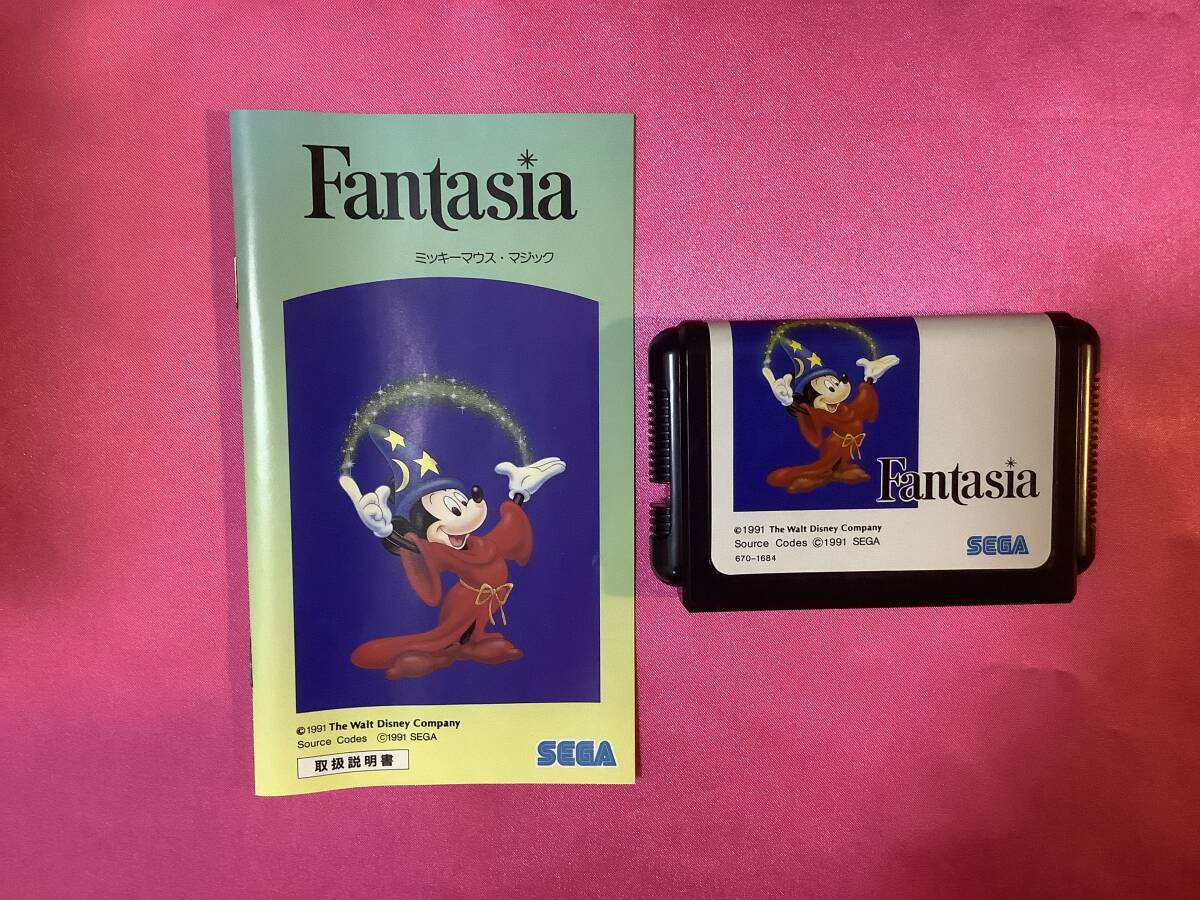 Fantasia
ミッキーマウス・マジック
©1991 The Walt Disney Company
Source Codes ©1991 SEGA
取扱説明書
SEGA
Fantasia
©1991 The Walt Disney Company
Source Codes ©1991 SEGA
670-1684
SEGA